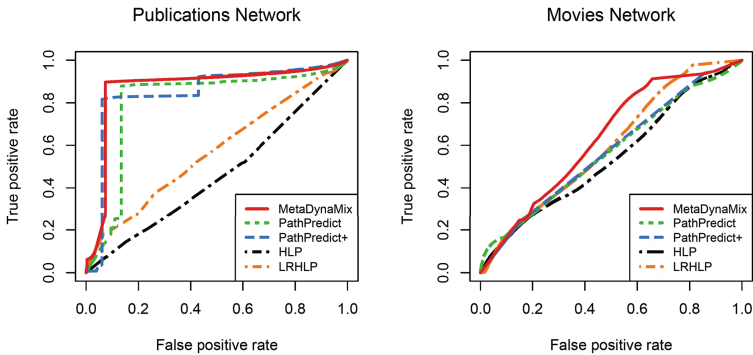 Publications Network
True positive rate
1.0
0.8
0.6
0.4
0.2
0.0
MetaDynaMix
PathPredict
PathPredict+
HLP
LRHLP
0.0 0.2 0.4 0.6 0.8 1.0
False positive rate
Movies Network
True positive rate
1.0
0.8
0.6
0.4
0.2
0.0
MetaDynaMix
PathPredict
PathPredict+
HLP
LRHLP
0.0 0.2 0.4 0.6 0.8 1.0
False positive rate